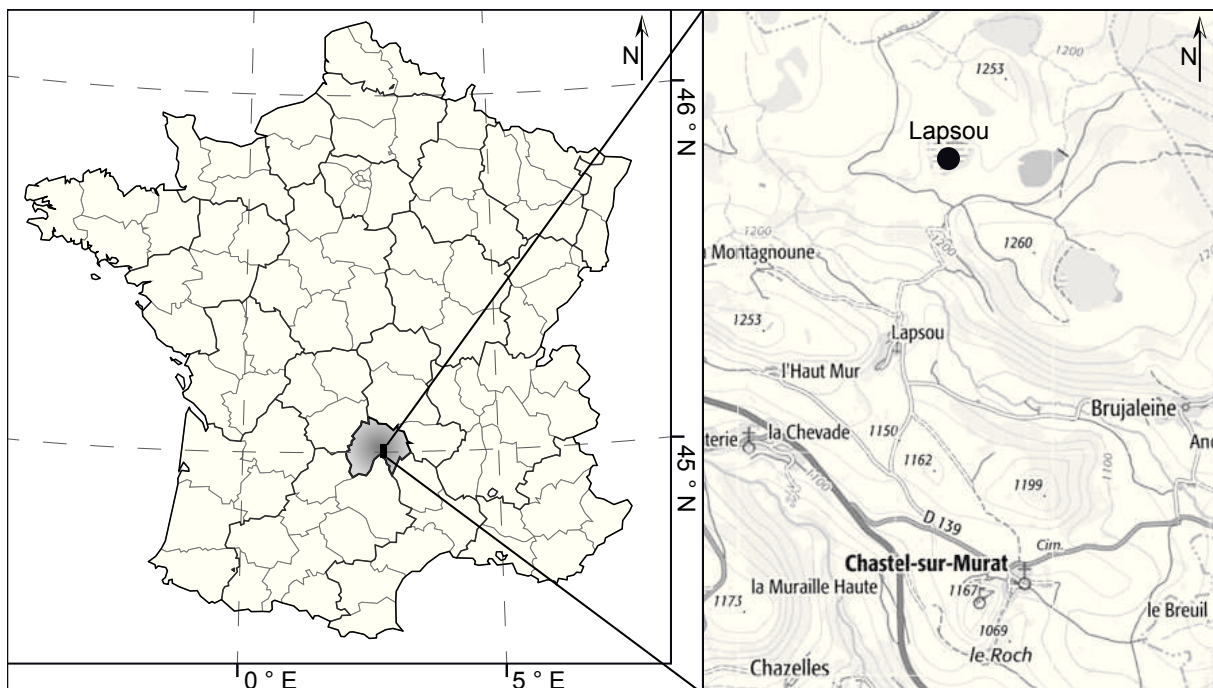 N
46 ° N
45 ° N
0 ° E
5 ° E
N
1253
1200
Lapsou
1200
Montagnoune
1200
1260
1253
Lapsou
l'Haut Mur
Brujaleine
terie
la Chevade
1150
1162
1100
1100
1199
D 139
Cim.
Chastel-sur-Murat
la Muraille Haute
1167
1173
le Breuil
1069
le Roch
Chazelles